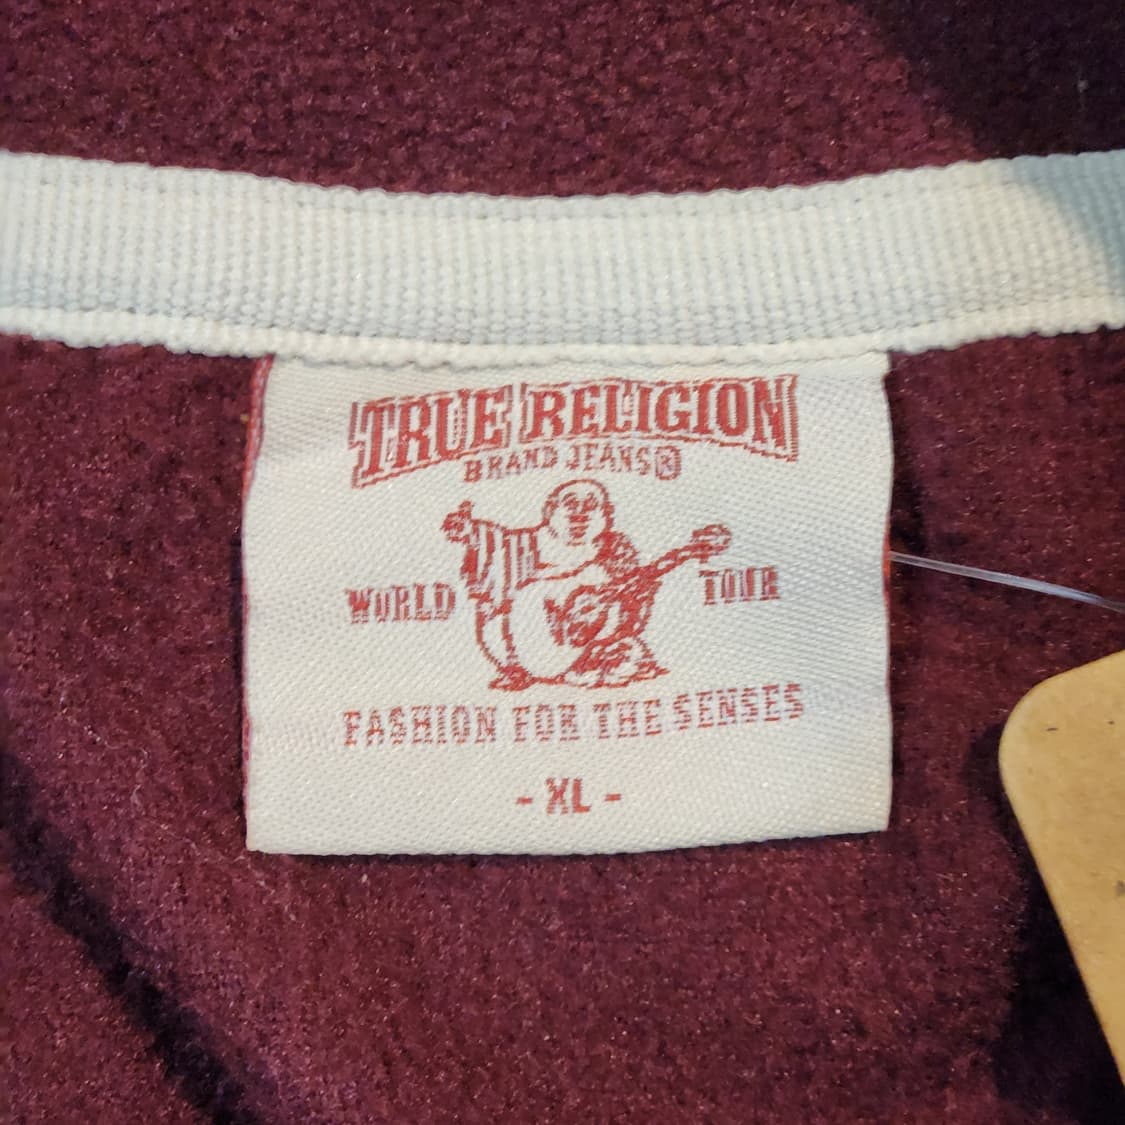 TRUE RELIGION
BRAND JEANS®
WORLD TOUR
FASHION FOR THE SENSES
- XL -